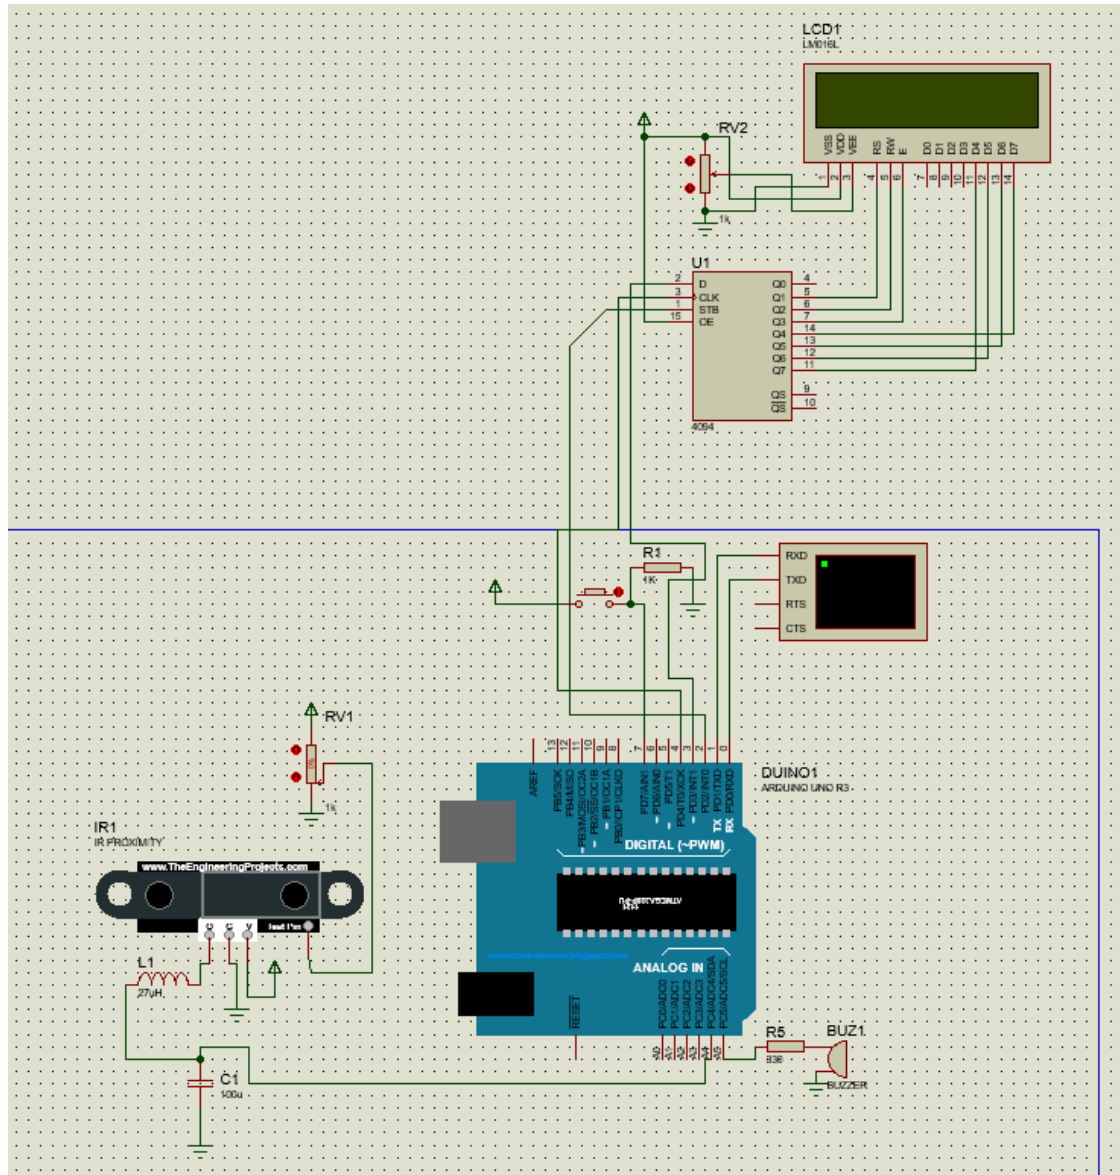 LCD1
LM016L
VSS
VDD
VEE
RS
RW
E
D0
D1
D2
D3
D4
D5
D6
D7
1
2
3
4
5
6
7
8
9
10
11
12
13
14
RV2
1k
U1
2 D Q0 4
3 CLK Q1 5
1 STB Q2 6
15 OE Q3 7
Q4 14
Q5 13
Q6 12
Q7 11
QS 9
QS 10
4094
R1
1K
RXD
TXD
RTS
CTS
RV1
0%
1k
IR1
IR PROXIMITY
www.TheEngineeringProjects.com
O G V Test Pin
L1
27uH
C1
100u
13
12
11
10
9
8
7
6
5
4
3
2
1
0
AREF
PB5/SCK
PB4/MISO
PB3/MOSI/OC2A
PB2/SS/OC1B
PB1/OC1A
PB0/ICP1/CLKO
PD7/AIN1
PD6/AIN0
PD5/T1
PD4/T0/XCK
PD3/INT1
PD2/INT0
PD1/TXD
PD0/RXD
TX
RX
DIGITAL (~PWM)
DUINO1
ARDUINO UNO R3
ANALOG IN
RESET
PC0/ADC0
PC1/ADC1
PC2/ADC2
PC3/ADC3
PC4/ADC4/SDA
PC5/ADC5/SCL
A0
A1
A2
A3
A4
A5
R5
BUZ1
BUZZER